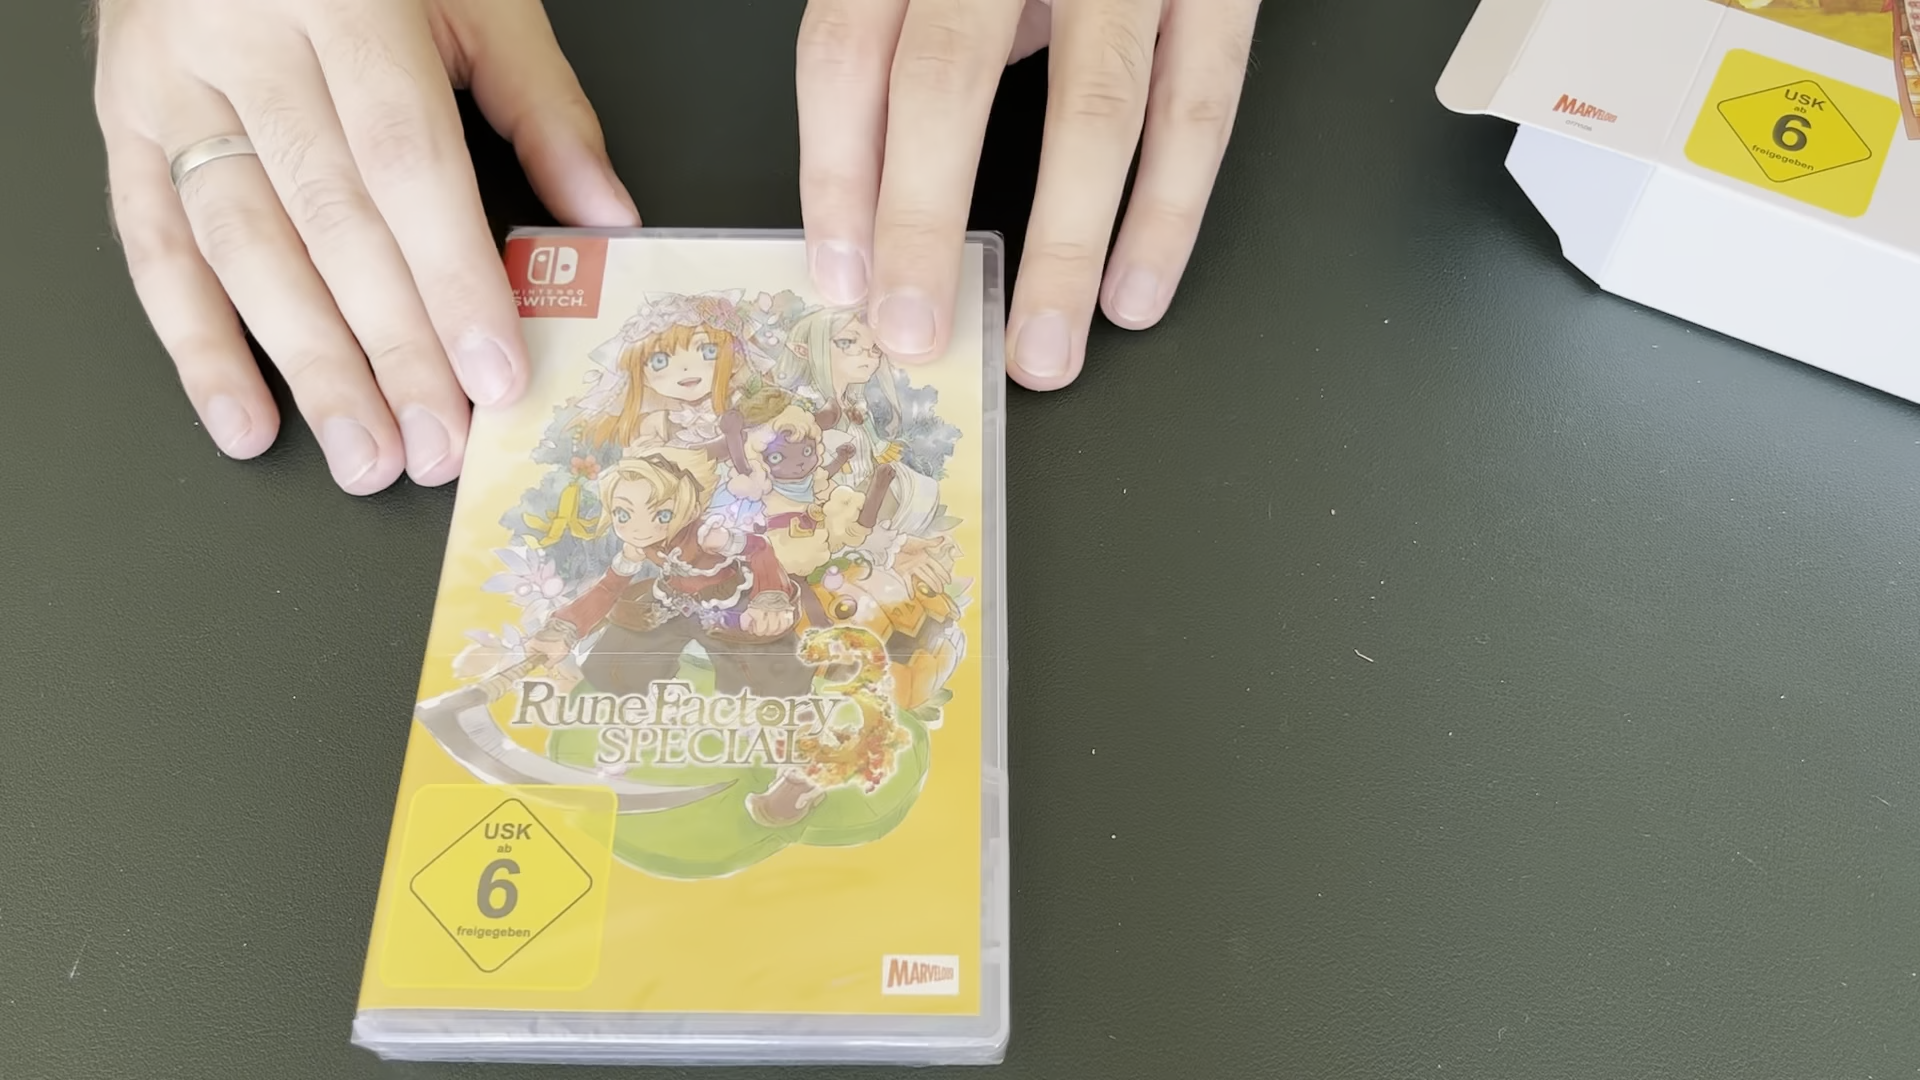 NINTENDO
SWITCH
Rune Factory 3
SPECIAL
USK
ab
6
freigegeben
MARVELOUS
MARVELOUS
USK
ab
6
freigegeben